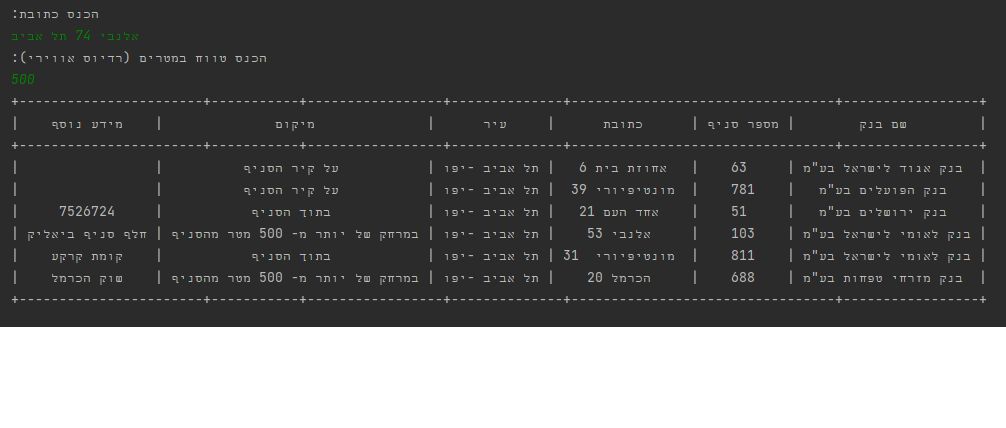 הכנס כתובת:
אלנבי 74 תל אביב
הכנס טווח במטרים (רדיוס אווירי):
500
שם בנק | מספר סניף | כתובת | עיר | מיקום | מידע נוסף
בנק אגוד לישראל בע"מ | 63 | אחוזת בית 6 | תל אביב -יפו | על קיר הסניף |
בנק הפועלים בע"מ | 781 | מונטיפיורי 39 | תל אביב -יפו | על קיר הסניף |
בנק ירושלים בע"מ | 51 | אחד העם 21 | תל אביב -יפו | בתוך הסניף | 7526724
בנק לאומי לישראל בע"מ | 103 | אלנבי 53 | תל אביב -יפו | במרחק של יותר מ- 500 מטר מהסניף | חלף סניף ביאליק
בנק לאומי לישראל בע"מ | 811 | מונטיפיורי 31 | תל אביב -יפו | בתוך הסניף | קומת קרקע
בנק מזרחי טפחות בע"מ | 688 | הכרמל 20 | תל אביב -יפו | במרחק של יותר מ- 500 מטר מהסניף | שוק הכרמל